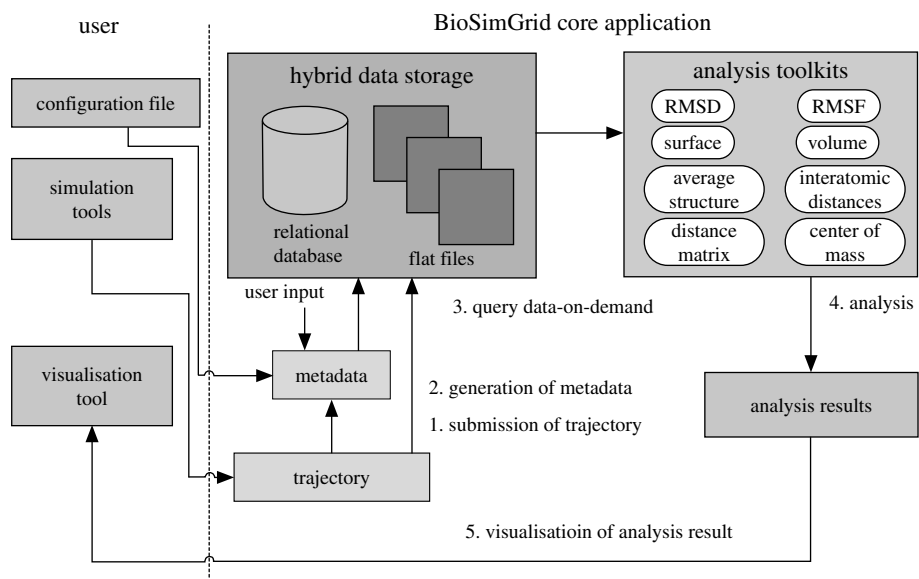 user
BioSimGrid core application
configuration file
simulation
tools
visualisation
tool
hybrid data storage
relational
database
flat files
analysis toolkits
RMSD
RMSF
surface
volume
average
structure
interatomic
distances
distance
matrix
center of
mass
user input
3. query data-on-demand
4. analysis
metadata
2. generation of metadata
1. submission of trajectory
analysis results
trajectory
5. visualisatioin of analysis result